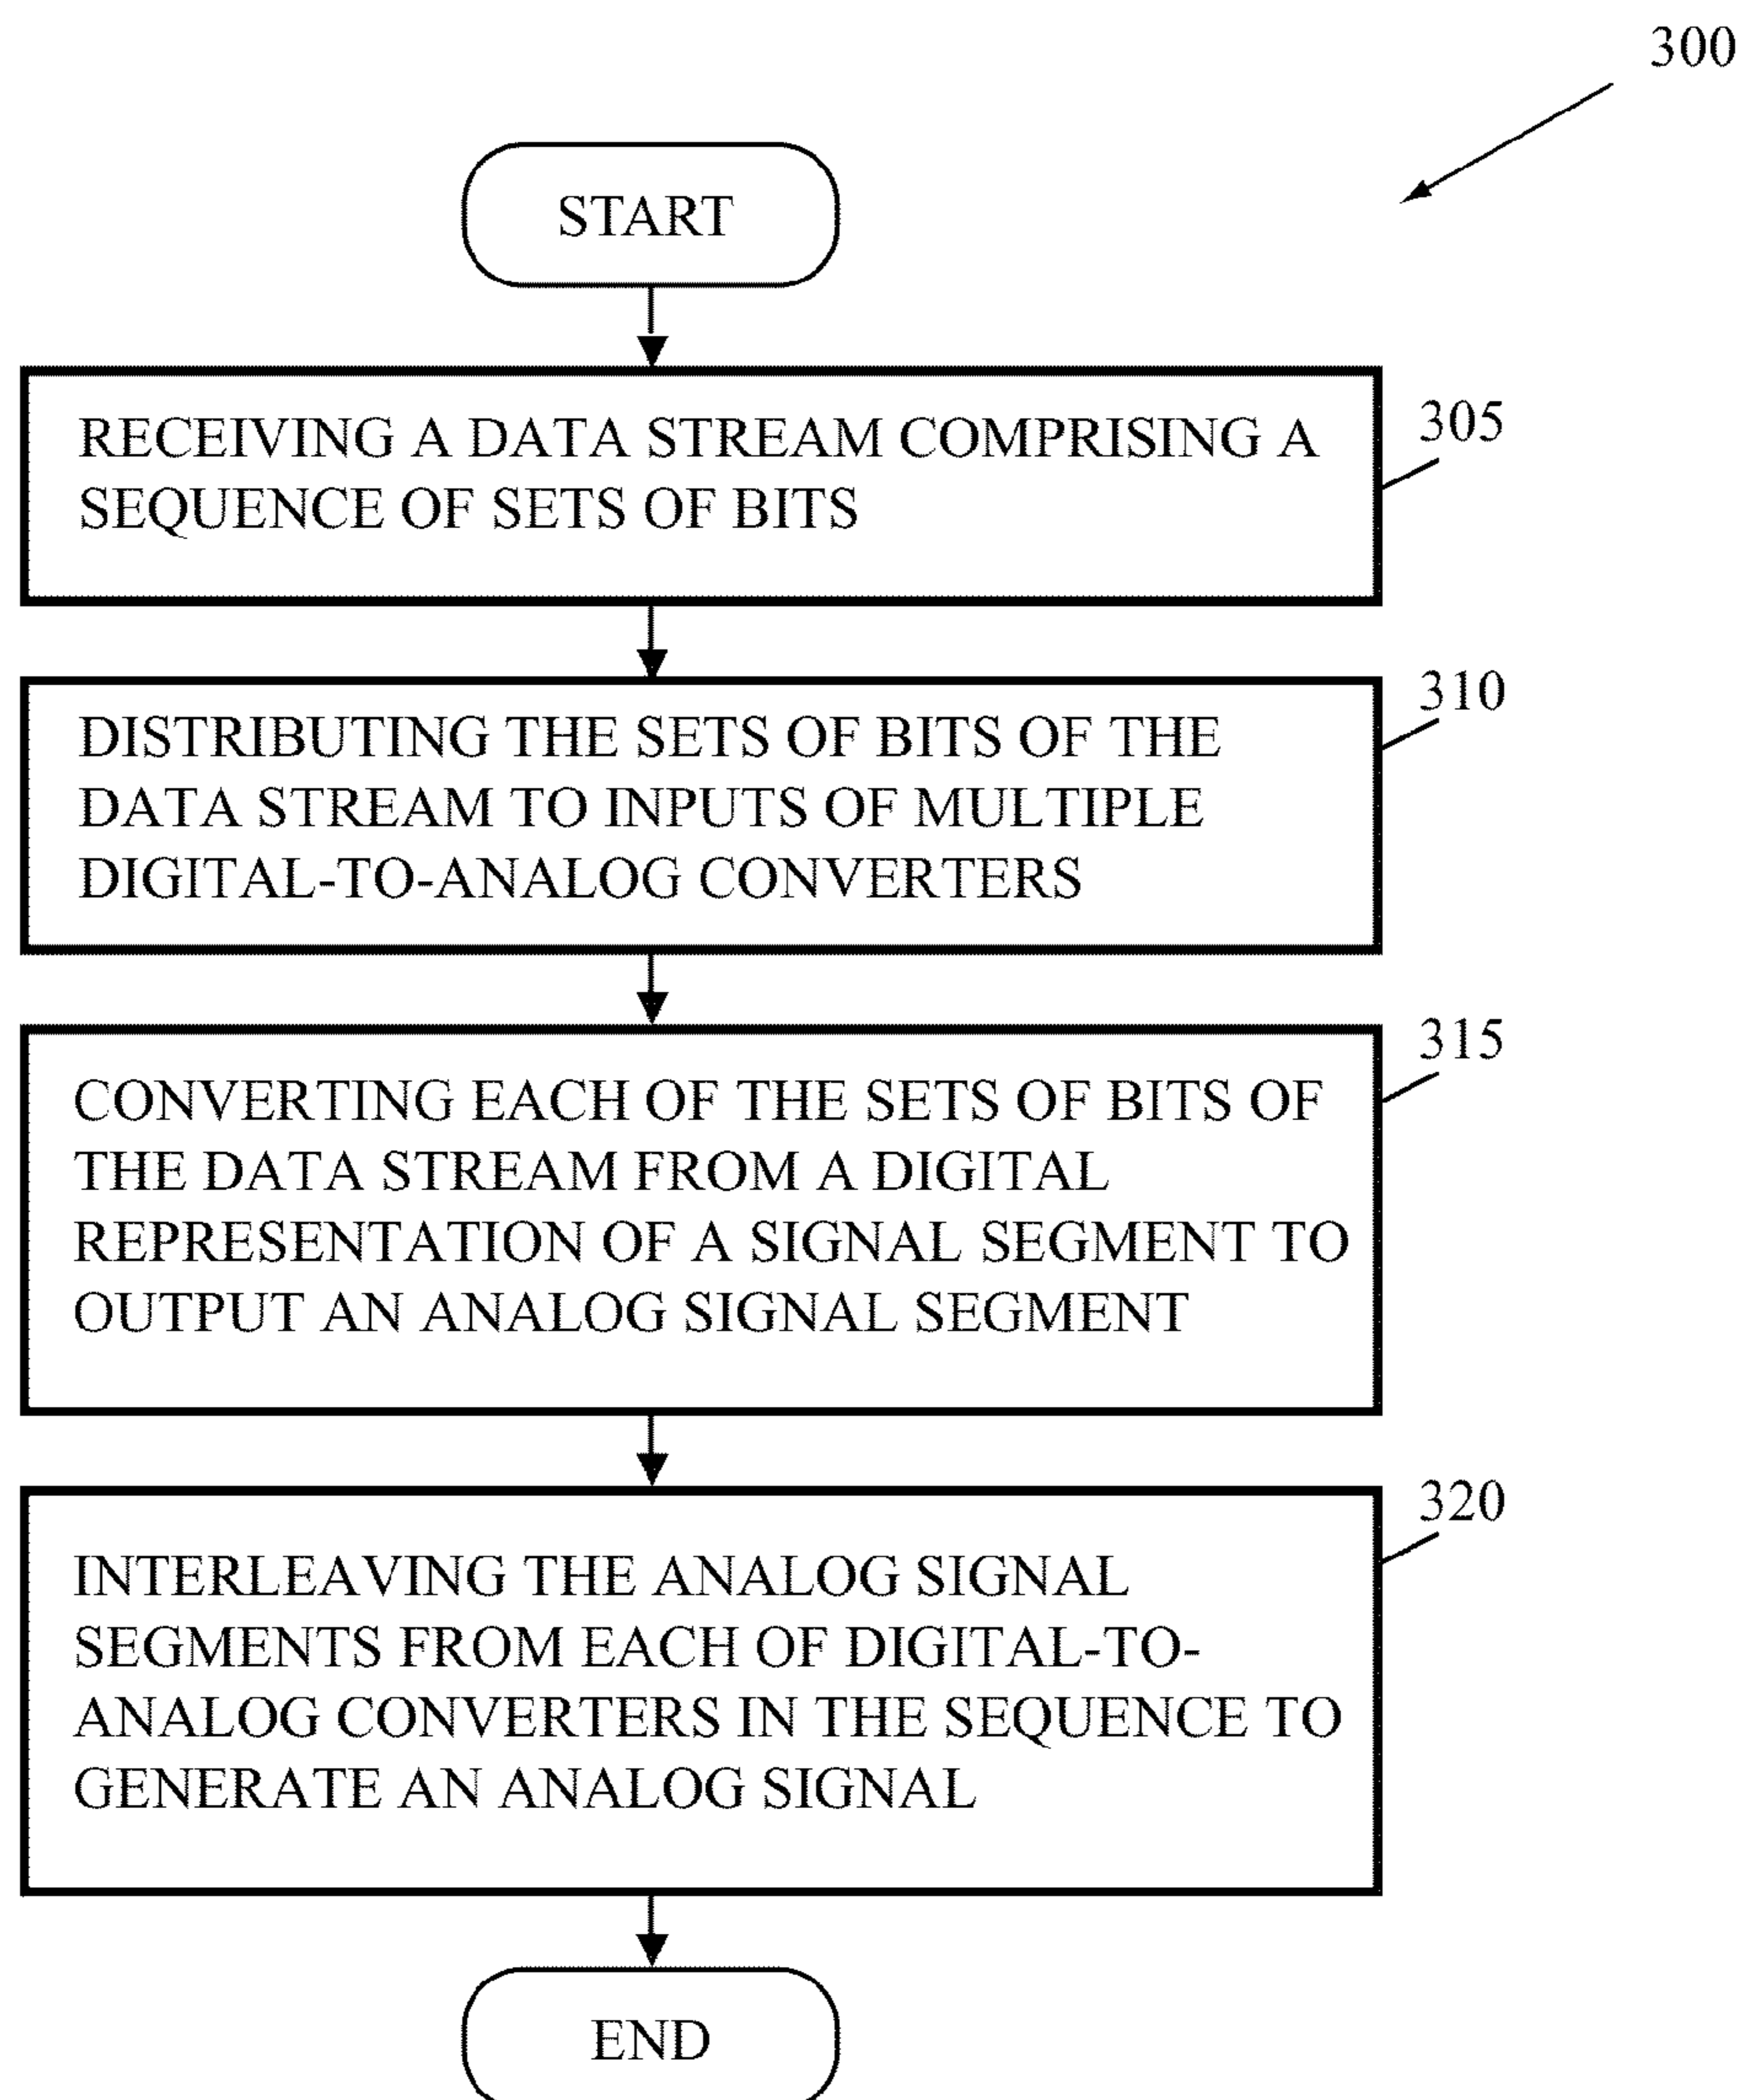 300
START
RECEIVING A DATA STREAM COMPRISING A
SEQUENCE OF SETS OF BITS
305
DISTRIBUTING THE SETS OF BITS OF THE
DATA STREAM TO INPUTS OF MULTIPLE
DIGITAL-TO-ANALOG CONVERTERS
310
CONVERTING EACH OF THE SETS OF BITS OF
THE DATA STREAM FROM A DIGITAL
REPRESENTATION OF A SIGNAL SEGMENT TO
OUTPUT AN ANALOG SIGNAL SEGMENT
315
INTERLEAVING THE ANALOG SIGNAL
SEGMENTS FROM EACH OF DIGITAL-TO-
ANALOG CONVERTERS IN THE SEQUENCE TO
GENERATE AN ANALOG SIGNAL
320
END